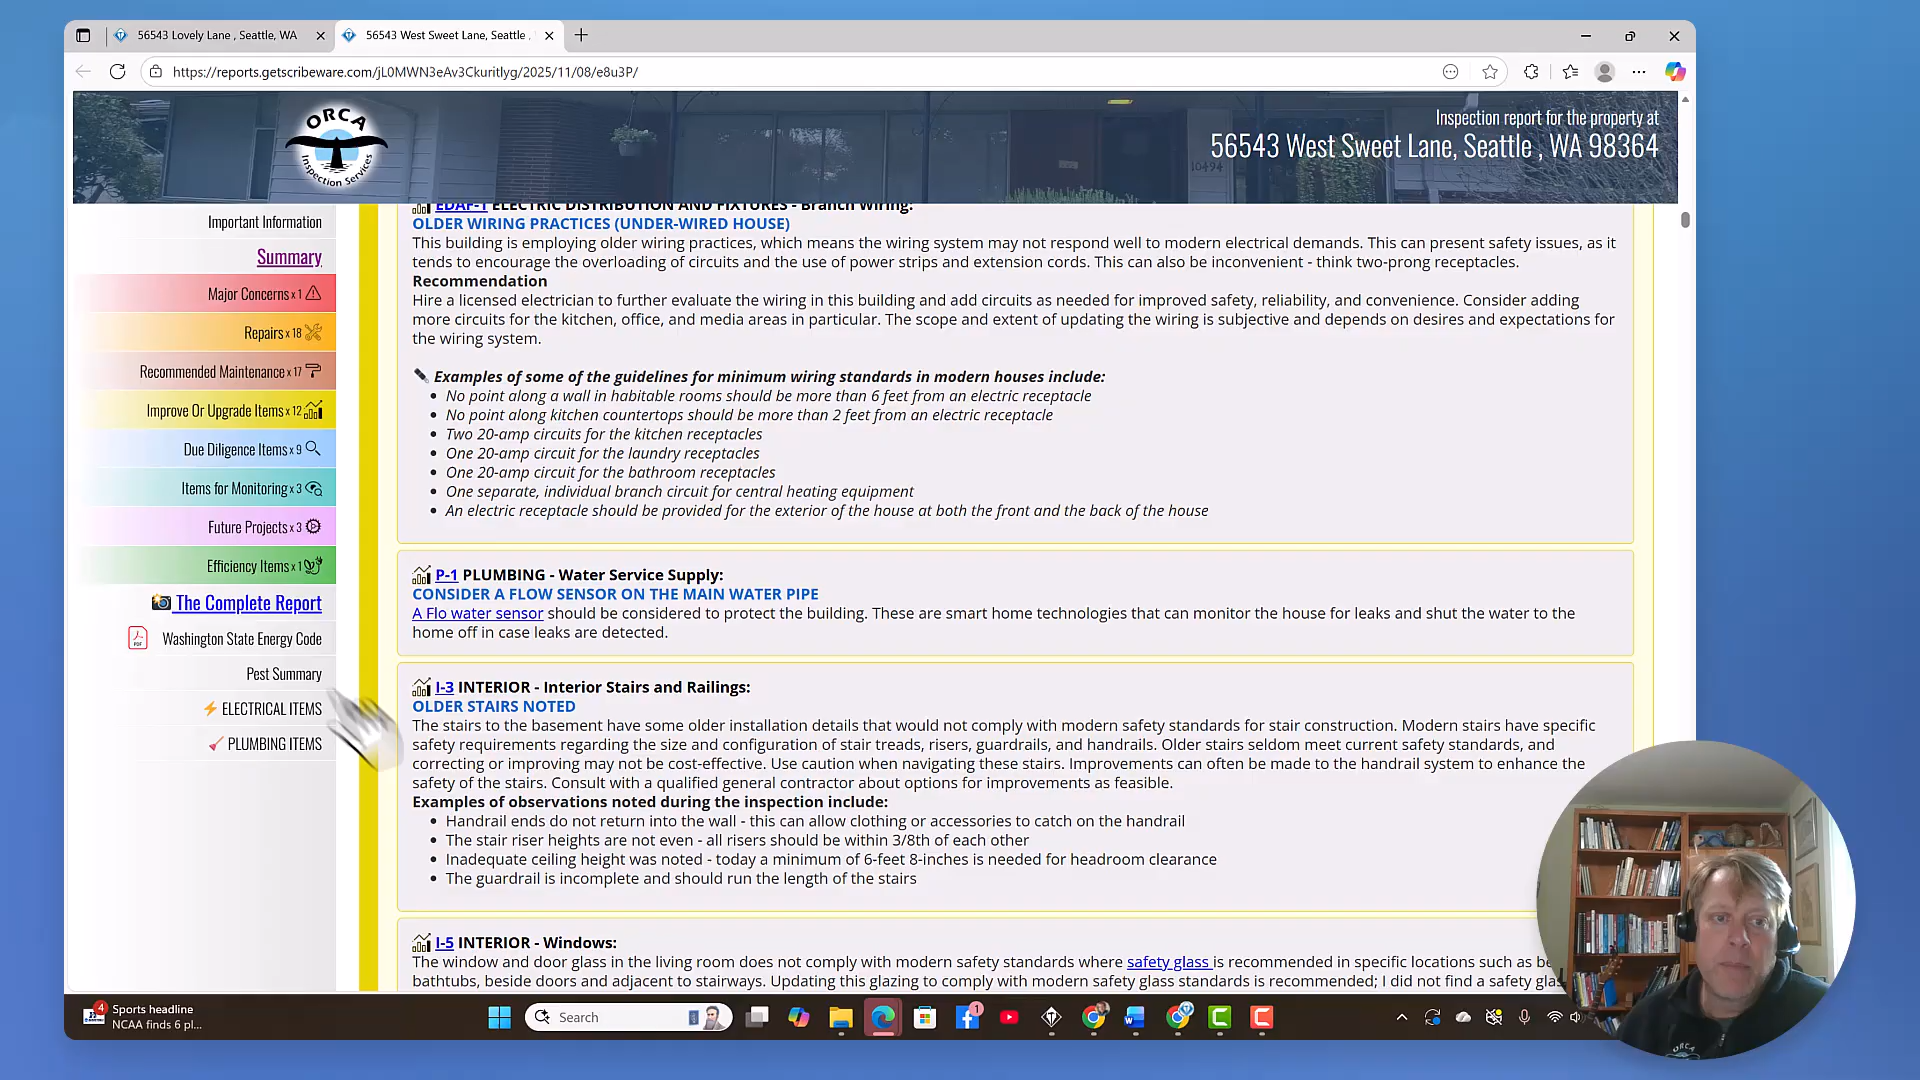 56543 Lovely Lane , Seattle, WA
56543 West Sweet Lane, Seattle ,
https://reports.getscribeware.com/jL0MWN3eAv3Ckuritlyg/2025/11/08/e8u3P/
ORCA
Inspection Services
Inspection report for the property at
56543 West Sweet Lane, Seattle , WA 98364
10494
Important Information
Summary
Major Concerns x 1
Repairs x 18
Recommended Maintenance x 17
Improve Or Upgrade Items x 12
Due Diligence Items x 9
Items for Monitoring x 3
Future Projects x 3
Efficiency Items x 1
The Complete Report
PDF
Washington State Energy Code
Pest Summary
ELECTRICAL ITEMS
PLUMBING ITEMS
EDAF-1 ELECTRIC DISTRIBUTION AND FIXTURES - Branch Wiring:
OLDER WIRING PRACTICES (UNDER-WIRED HOUSE)
This building is employing older wiring practices, which means the wiring system may not respond well to modern electrical demands. This can present safety issues, as it
tends to encourage the overloading of circuits and the use of power strips and extension cords. This can also be inconvenient - think two-prong receptacles.
Recommendation
Hire a licensed electrician to further evaluate the wiring in this building and add circuits as needed for improved safety, reliability, and convenience. Consider adding
more circuits for the kitchen, office, and media areas in particular. The scope and extent of updating the wiring is subjective and depends on desires and expectations for
the wiring system.
Examples of some of the guidelines for minimum wiring standards in modern houses include:
• No point along a wall in habitable rooms should be more than 6 feet from an electric receptacle
• No point along kitchen countertops should be more than 2 feet from an electric receptacle
• Two 20-amp circuits for the kitchen receptacles
• One 20-amp circuit for the laundry receptacles
• One 20-amp circuit for the bathroom receptacles
• One separate, individual branch circuit for central heating equipment
• An electric receptacle should be provided for the exterior of the house at both the front and the back of the house
P-1 PLUMBING - Water Service Supply:
CONSIDER A FLOW SENSOR ON THE MAIN WATER PIPE
A Flo water sensor should be considered to protect the building. These are smart home technologies that can monitor the house for leaks and shut the water to the
home off in case leaks are detected.
I-3 INTERIOR - Interior Stairs and Railings:
OLDER STAIRS NOTED
The stairs to the basement have some older installation details that would not comply with modern safety standards for stair construction. Modern stairs have specific
safety requirements regarding the size and configuration of stair treads, risers, guardrails, and handrails. Older stairs seldom meet current safety standards, and
correcting or improving may not be cost-effective. Use caution when navigating these stairs. Improvements can often be made to the handrail system to enhance the
safety of the stairs. Consult with a qualified general contractor about options for improvements as feasible.
Examples of observations noted during the inspection include:
• Handrail ends do not return into the wall - this can allow clothing or accessories to catch on the handrail
• The stair riser heights are not even - all risers should be within 3/8th of each other
• Inadequate ceiling height was noted - today a minimum of 6-feet 8-inches is needed for headroom clearance
• The guardrail is incomplete and should run the length of the stairs
I-5 INTERIOR - Windows:
The window and door glass in the living room does not comply with modern safety standards where safety glass is recommended in specific locations such as be
bathtubs, beside doors and adjacent to stairways. Updating this glazing to comply with modern safety glass standards is recommended; I did not find a safety glas
4
Sports headline
NCAA finds 6 pl...
Search
1
ORCA